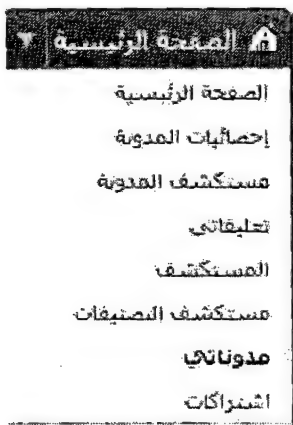 الصفحة الرئيسية
الصفحة الرئيسية
إحصائيات المدونة
مستكشف المدونة
تعليقاتي
المستكشف
مستكشف التصنيفات
مدوناتي
اشتراكات